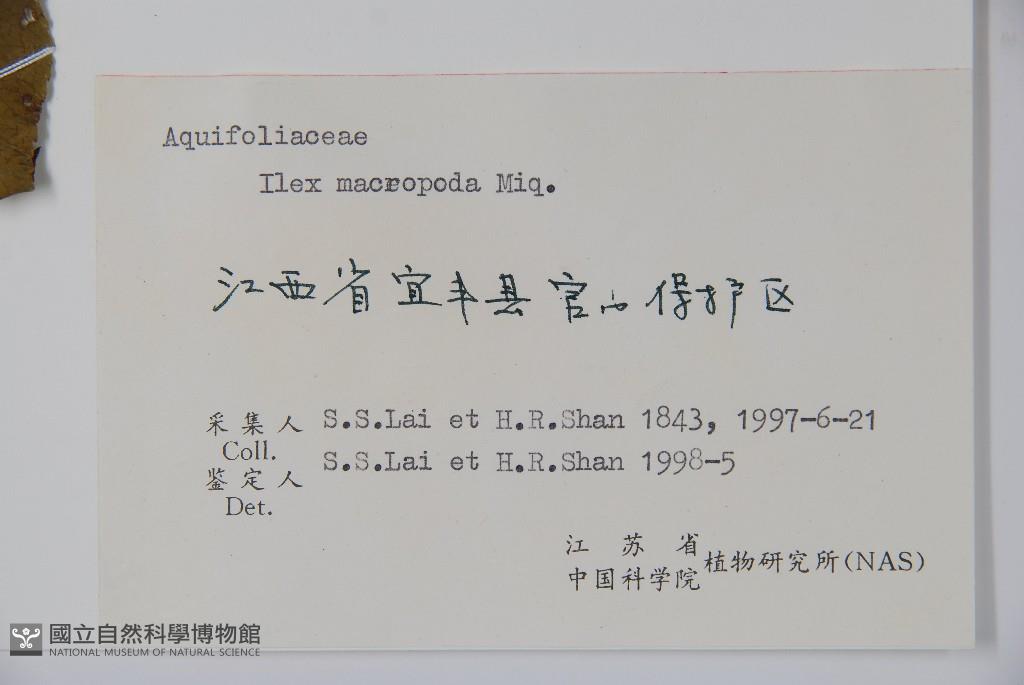 Aquifoliaceae
Ilex macropoda Miq.
江西省宜丰县官山保护区
采集人 S.S.Lai et H.R.Shan 1843, 1997-6-21
Coll.
鉴定人 S.S.Lai et H.R.Shan 1998-5
Det.
江苏省
中国科学院 植物研究所(NAS)
國立自然科學博物館
NATIONAL MUSEUM OF NATURAL SCIENCE